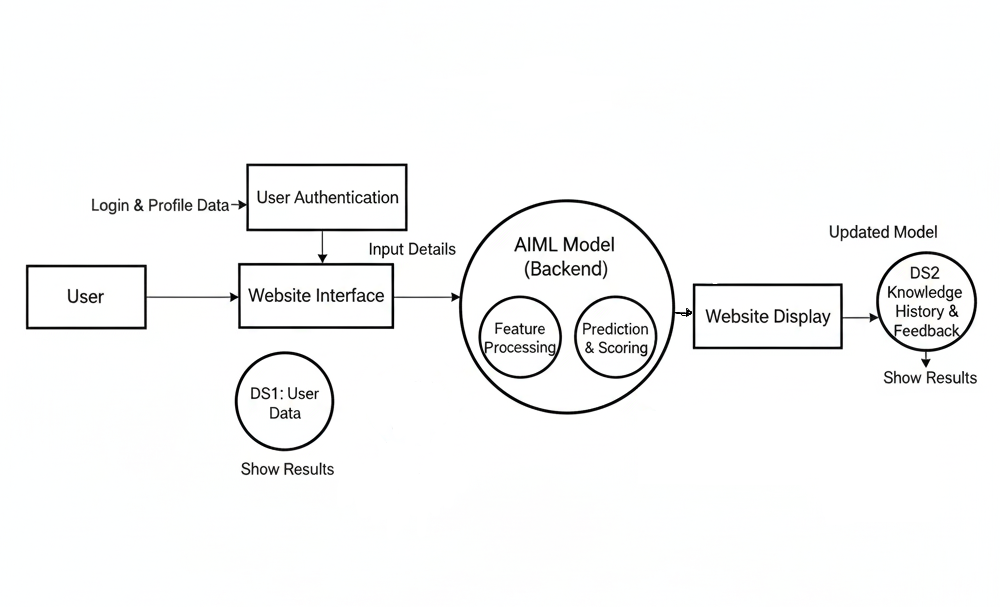 Login & Profile Data
User Authentication
Input Details
User
Website Interface
DS1: User
Data
Show Results
AIML Model
(Backend)
Feature
Processing
Prediction
& Scoring
Website Display
Updated Model
DS2
Knowledge
History &
Feedback
Show Results